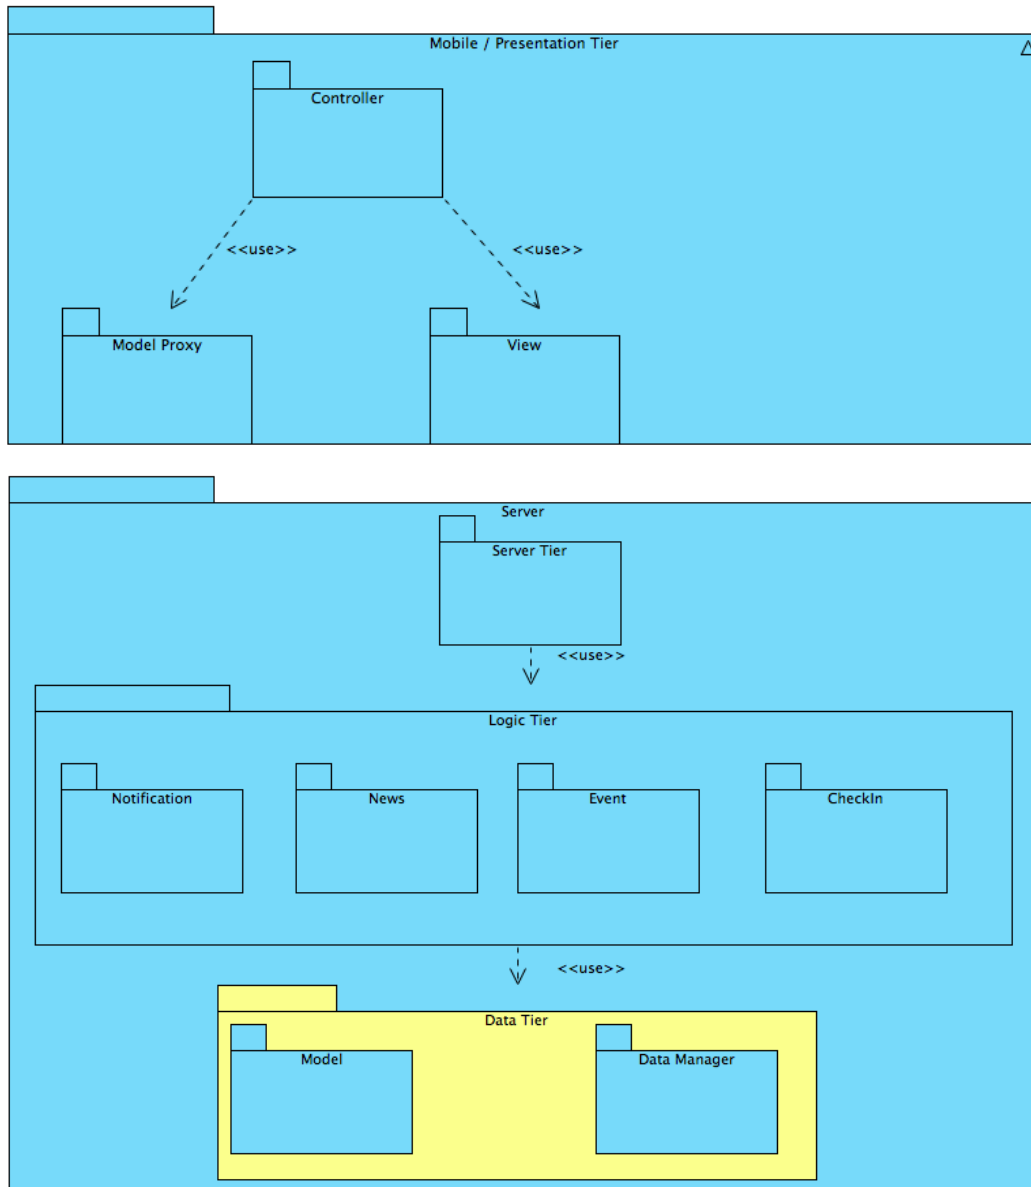 Mobile / Presentation Tier
Controller
<<use>>
<<use>>
Model Proxy
View
Server
Server Tier
<<use>>
Logic Tier
Notification
News
Event
CheckIn
<<use>>
Data Tier
Model
Data Manager